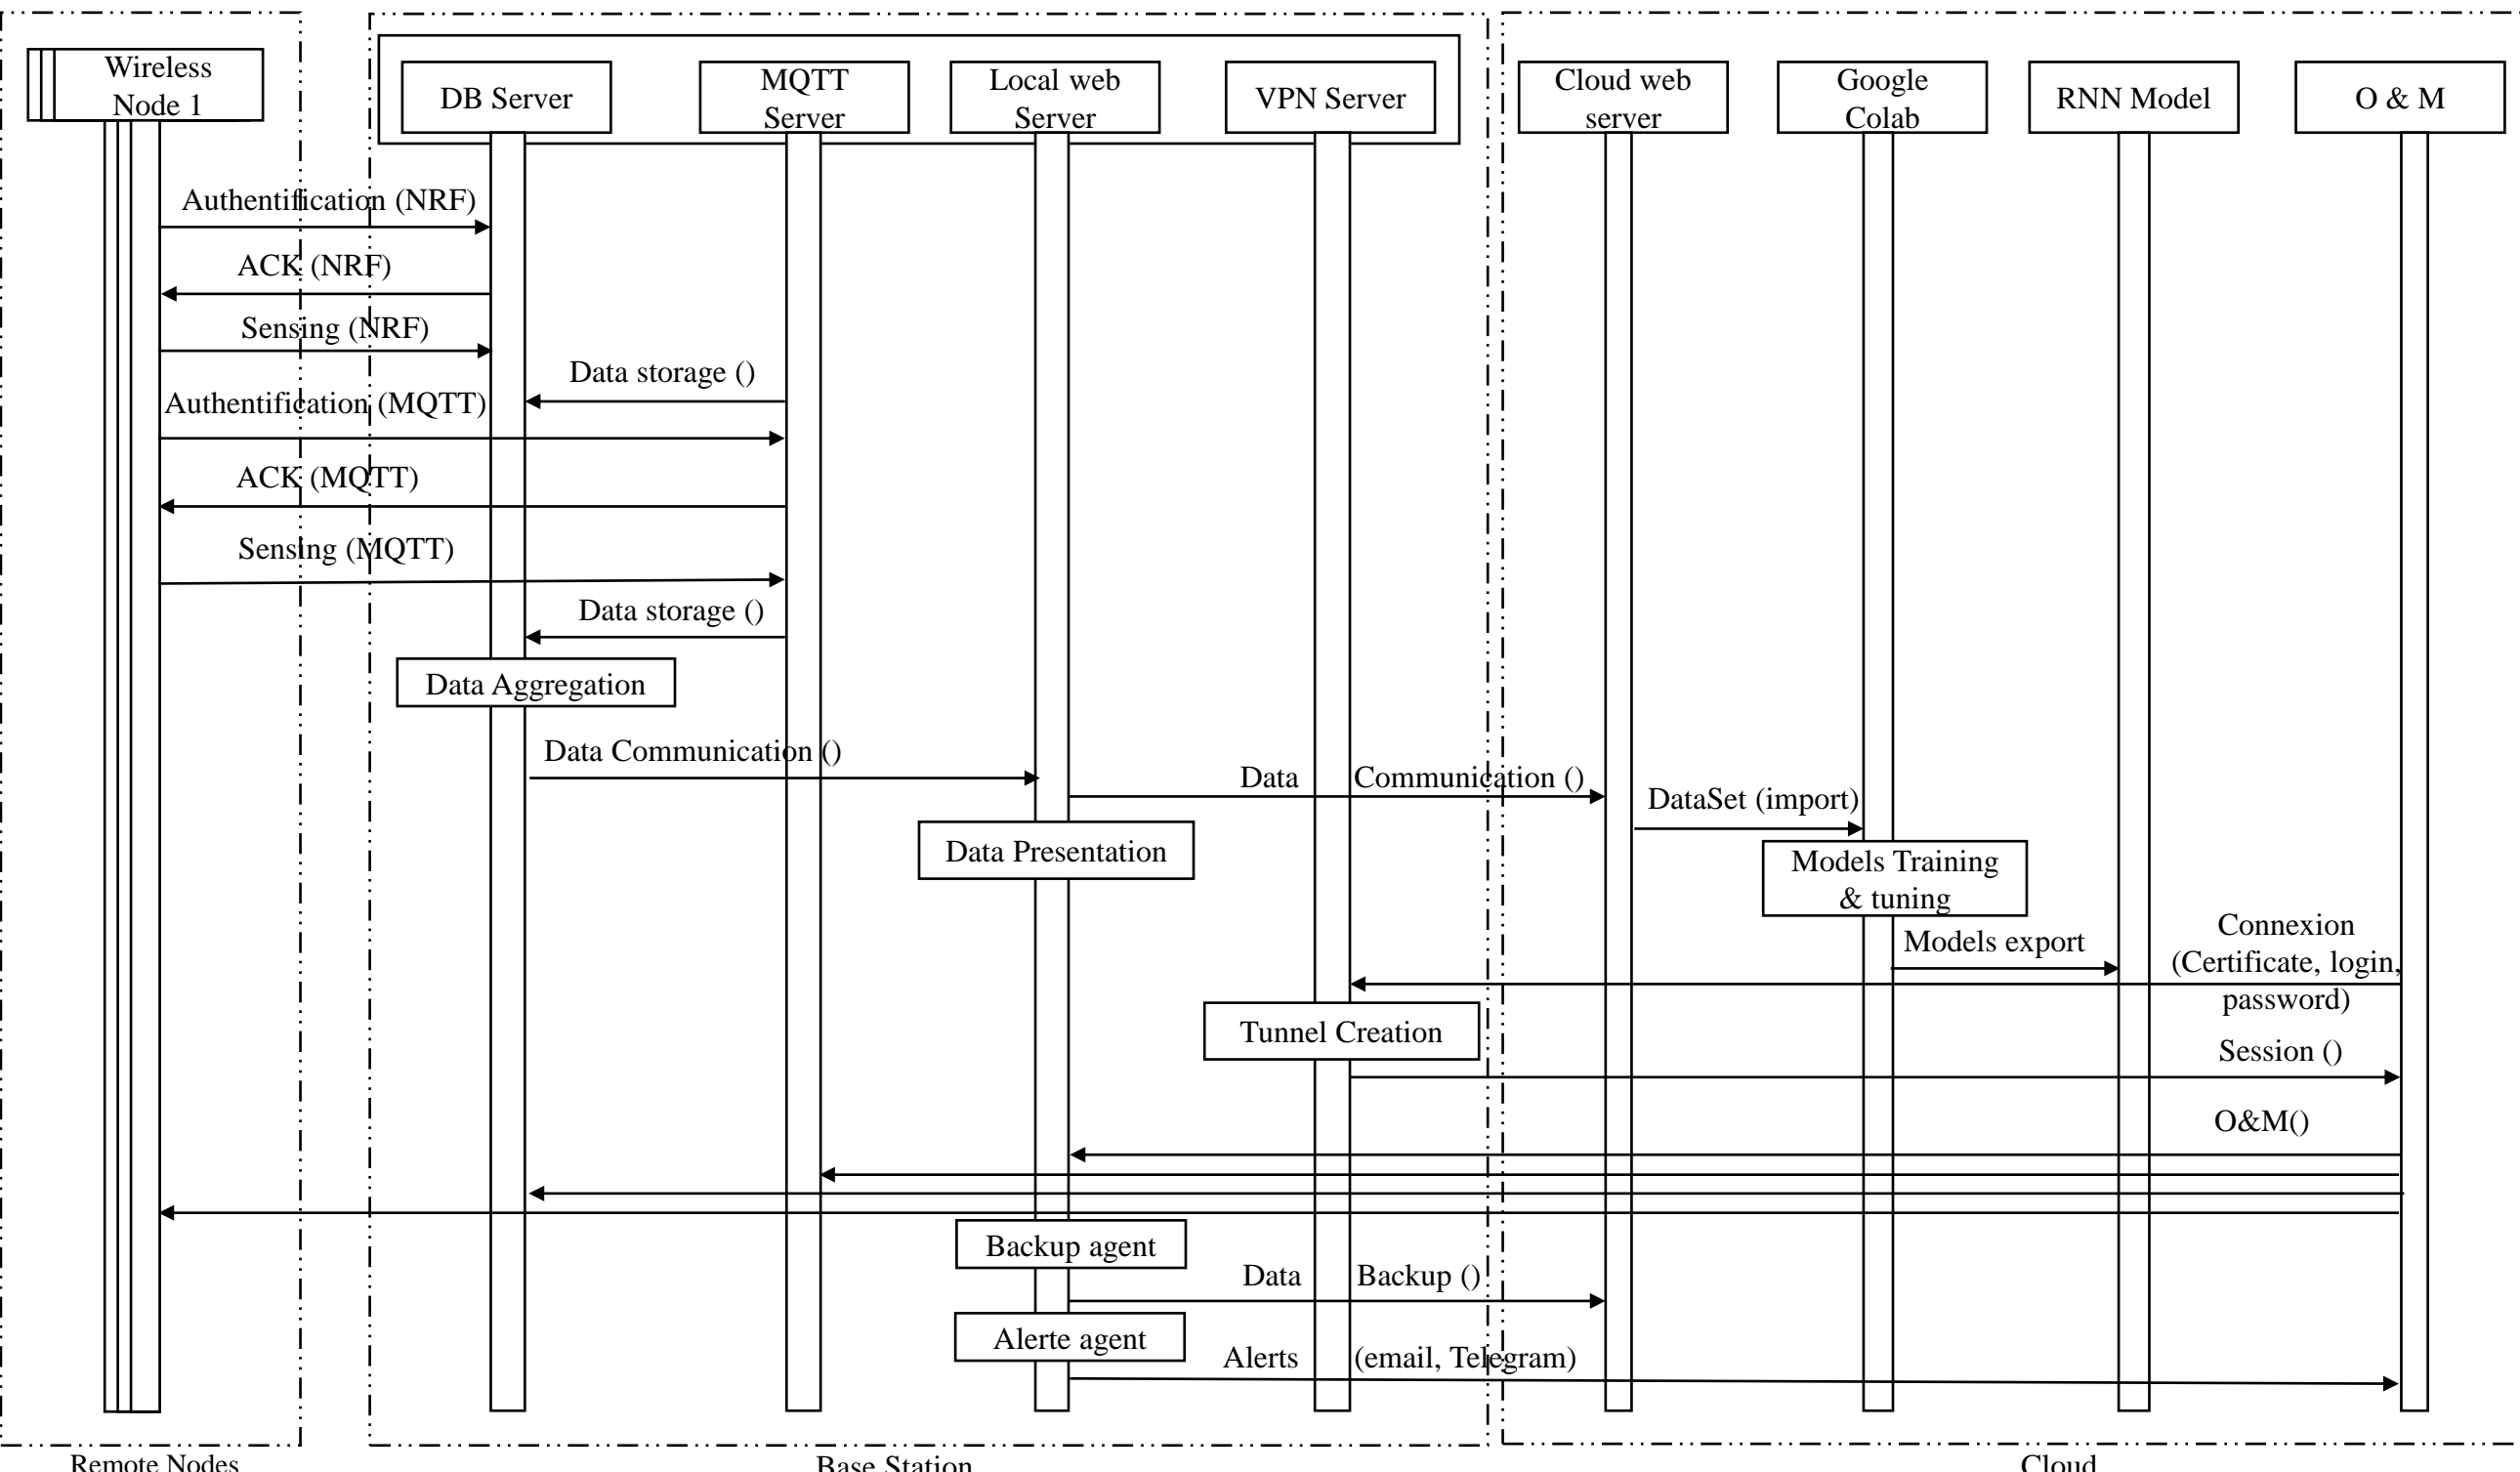 Wireless
Node 1
DB Server
MQTT
Server
Local web
Server
VPN Server
Cloud web
server
Google
Colab
RNN Model
O & M
Authentification (NRF)
ACK (NRF)
Sensing (NRF)
Data storage ()
Authentification (MQTT)
ACK (MQTT)
Sensing (MQTT)
Data storage ()
Data Aggregation
Data Communication ()
Data Communication ()
DataSet (import)
Data Presentation
Models Training
& tuning
Models export
Connexion
(Certificate, login,
password)
Tunnel Creation
Session ()
O&M()
Backup agent
Data Backup ()
Alerte agent
Alerts (email, Telegram)
Remote Nodes
Base Station
Cloud